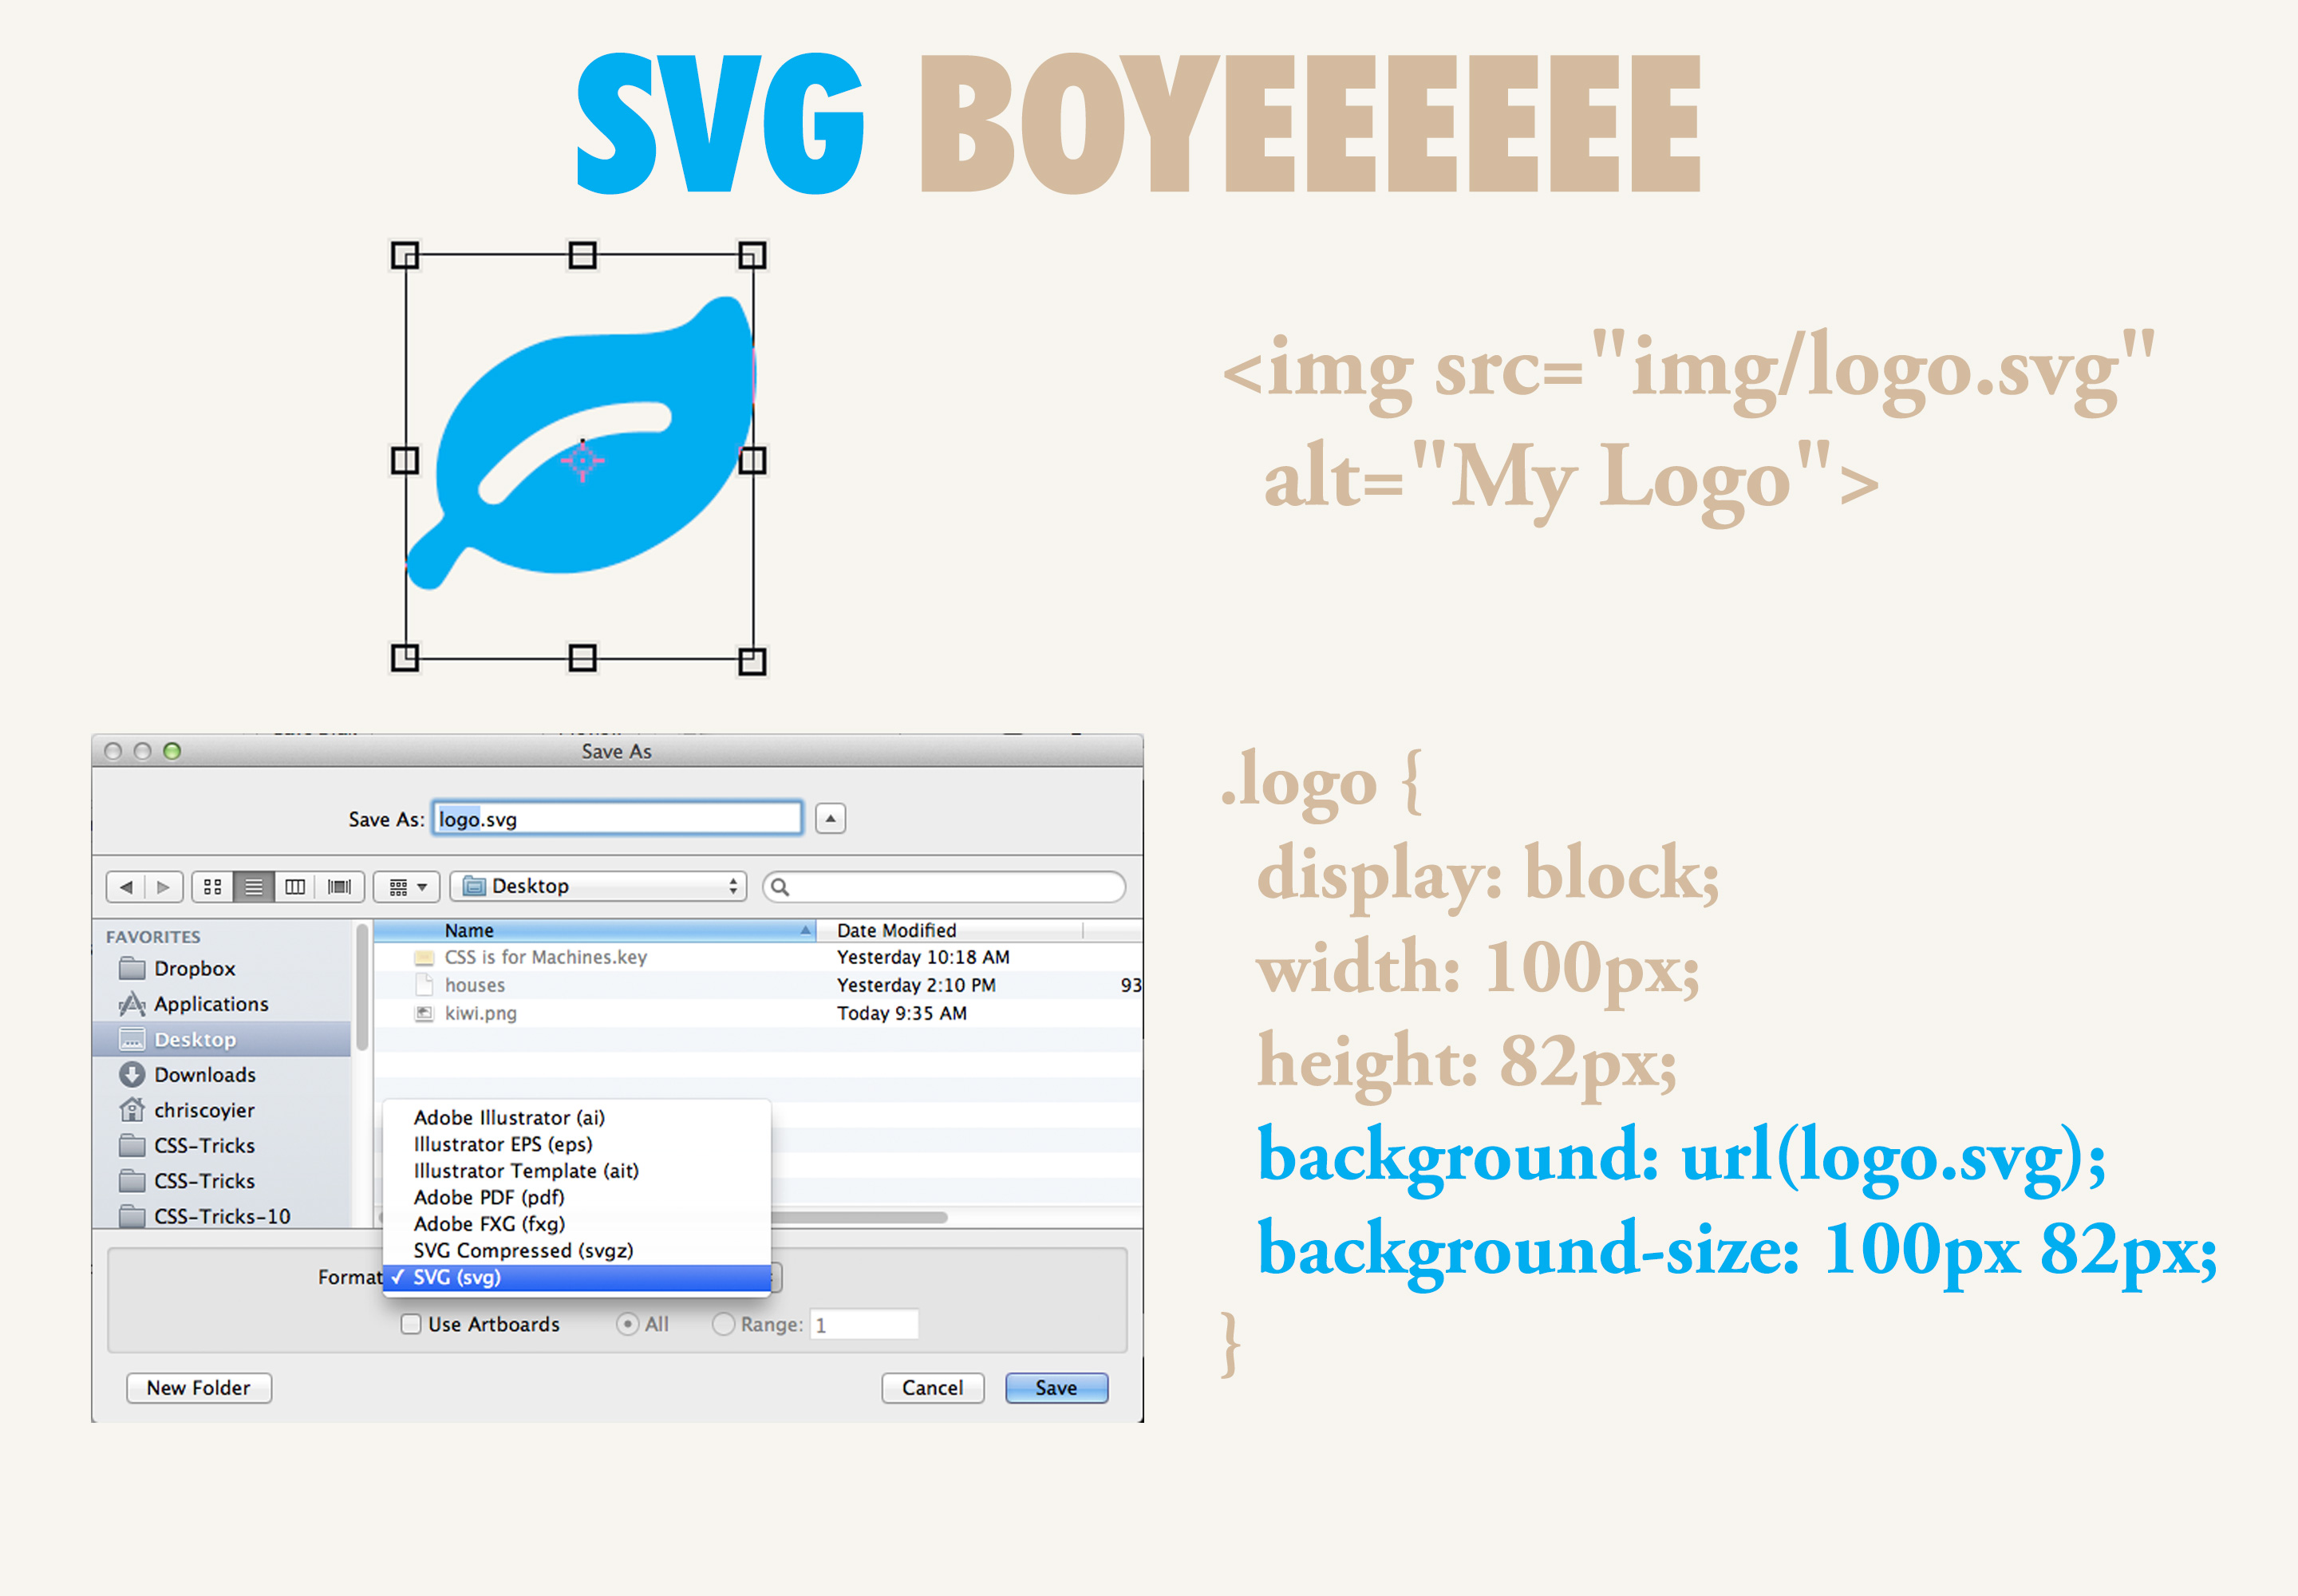 SVG BOYEEEEEE
<img src="img/logo.svg"
alt="My Logo">
Save As
Save As: logo.svg
Desktop
FAVORITES
Dropbox
Applications
Desktop
Downloads
chriscoyier
CSS-Tricks
CSS-Tricks
CSS-Tricks-10
Name Date Modified
CSS is for Machines.key Yesterday 10:18 AM
houses Yesterday 2:10 PM 93
kiwi.png Today 9:35 AM
Adobe Illustrator (ai)
Illustrator EPS (eps)
Illustrator Template (ait)
Adobe PDF (pdf)
Adobe FXG (fxg)
SVG Compressed (svgz)
Format ✓ SVG (svg)
Use Artboards All Range: 1
New Folder Cancel Save
.logo {
display: block;
width: 100px;
height: 82px;
background: url(logo.svg);
background-size: 100px 82px;
}